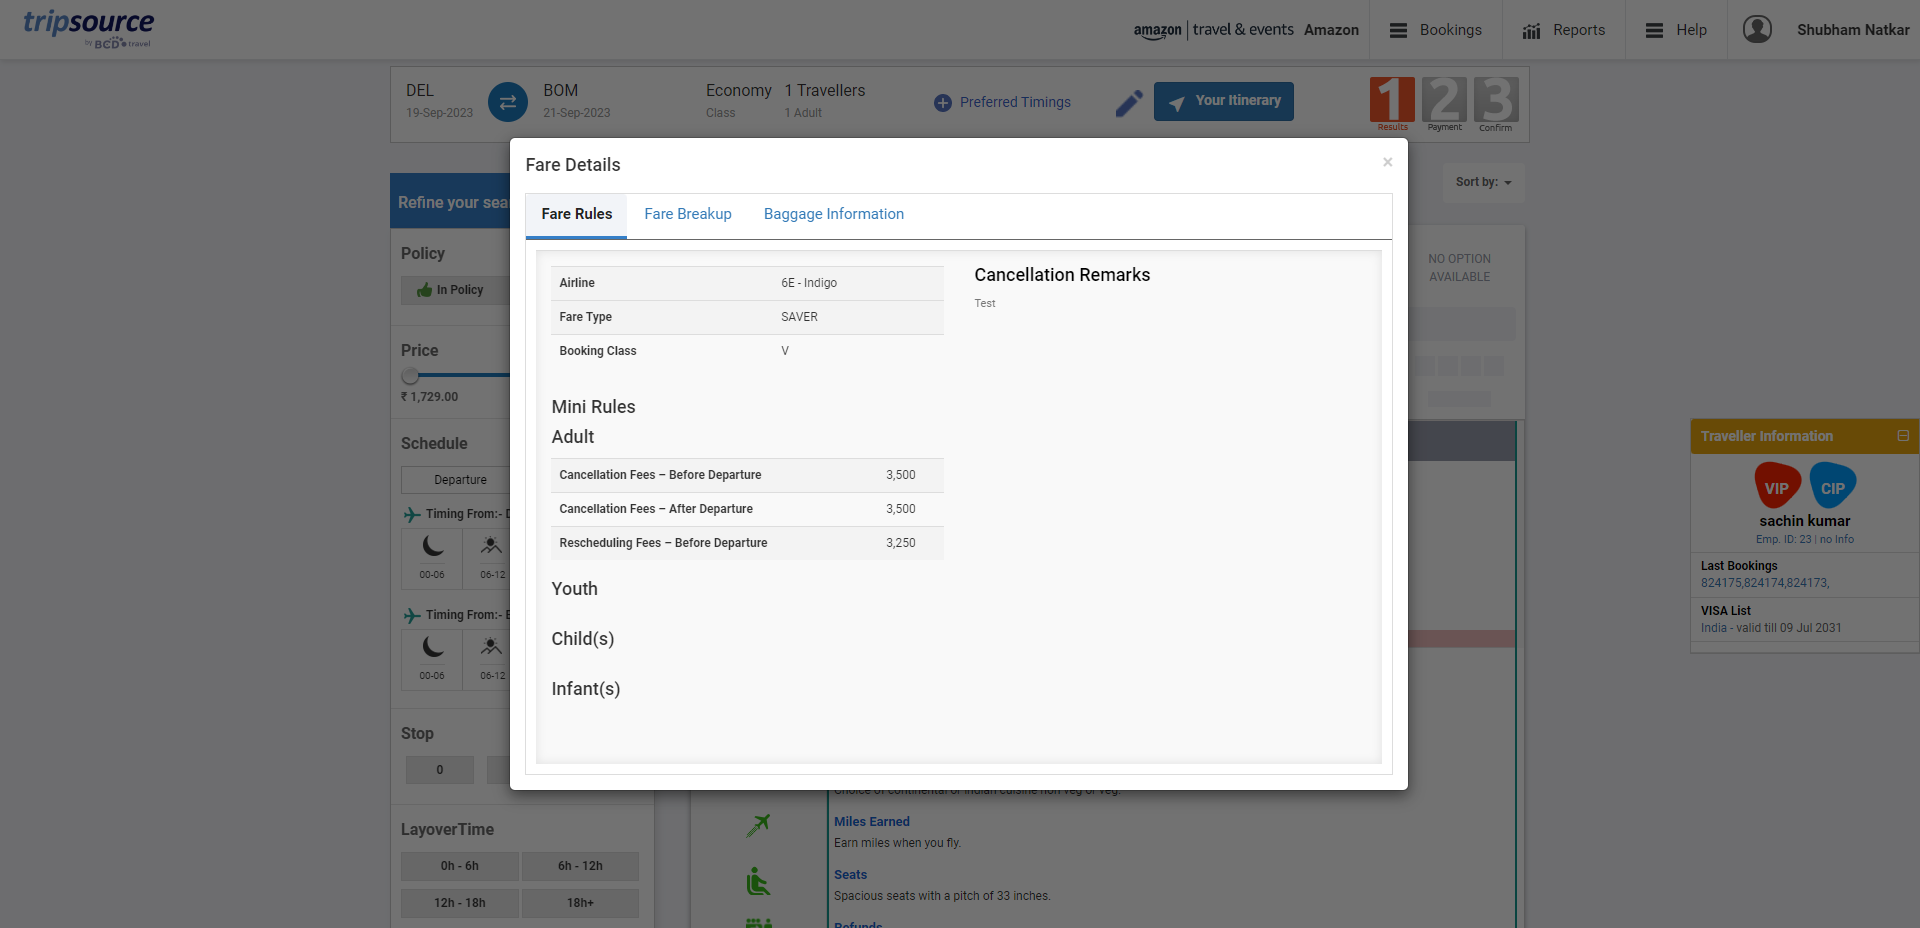 tripsource
by BCD travel
amazon | travel & events Amazon
Bookings
Reports
Help
Shubham Natkar
DEL
19-Sep-2023
BOM
21-Sep-2023
Economy
Class
1 Travellers
1 Adult
Preferred Timings
Your Itinerary
1 2 3
Results Payment Confirm
Fare Details
×
Fare Rules Fare Breakup Baggage Information
Airline 6E - Indigo
Fare Type SAVER
Booking Class V
Cancellation Remarks
Test
Mini Rules
Adult
Cancellation Fees – Before Departure 3,500
Cancellation Fees – After Departure 3,500
Rescheduling Fees – Before Departure 3,250
Youth
Child(s)
Infant(s)
Refine your sea
Policy
In Policy
Price
₹ 1,729.00
Schedule
Departure
Timing From:- D
00-06 06-12
Timing From:- B
00-06 06-12
Stop
0
LayoverTime
0h - 6h 6h - 12h
12h - 18h 18h+
Sort by:
NO OPTION
AVAILABLE
Choice of continental or Indian cuisine non veg or veg.
Miles Earned
Earn miles when you fly.
Seats
Spacious seats with a pitch of 33 inches.
Refunds
Traveller Information
VIP CIP
sachin kumar
Emp. ID: 23 | no Info
Last Bookings
824175,824174,824173,
VISA List
India - valid till 09 Jul 2031